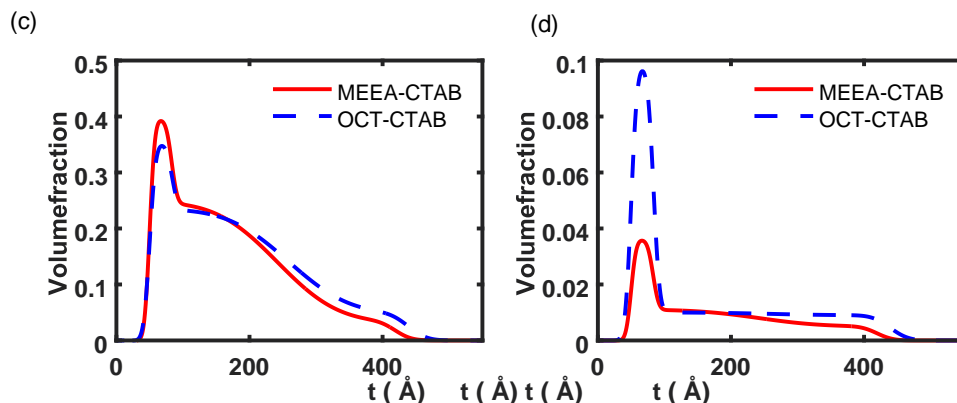 (c)
0.5
0.4
0.3
0.2
0.1
0
Volumefraction
MEEA-CTAB
OCT-CTAB
0 200 400
t ( Å)
t ( Å) t ( Å)
(d)
0.1
0.08
0.06
0.04
0.02
0
Volumefraction
MEEA-CTAB
OCT-CTAB
0 200 400
t ( Å)